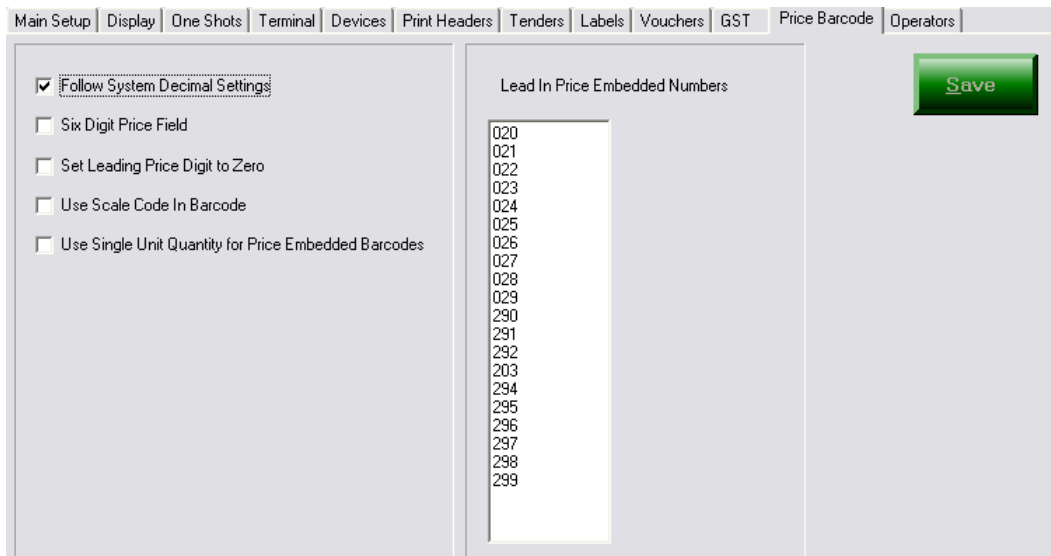 Main Setup Display One Shots Terminal Devices Print Headers Tenders Labels Vouchers GST Price Barcode Operators
Follow System Decimal Settings
Six Digit Price Field
Set Leading Price Digit to Zero
Use Scale Code In Barcode
Use Single Unit Quantity for Price Embedded Barcodes
Lead In Price Embedded Numbers
020
021
022
023
024
025
026
027
028
029
290
291
292
203
294
295
296
297
298
299
Save